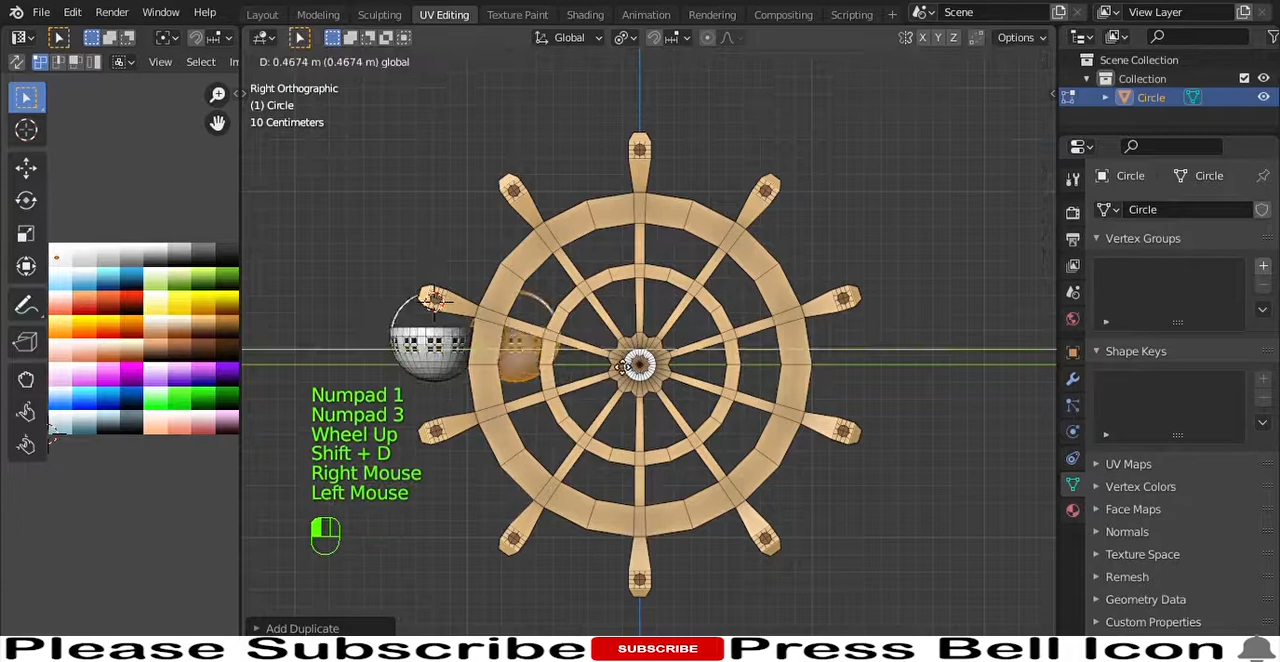 File Edit Render Window Help Layout Modeling Sculpting UV Editing Texture Paint Shading Animation Rendering Compositing Scripting Scene View Layer
Global X Y Z Options
View Select
D: 0.4674 m (0.4674 m) global
Scene Collection
Collection
Circle
Right Orthographic
(1) Circle
10 Centimeters
Circle Circle
Circle
Vertex Groups
Shape Keys
Numpad 1
Numpad 3
Wheel Up
Shift + D
Right Mouse
Left Mouse
UV Maps
Vertex Colors
Face Maps
Normals
Texture Space
Remesh
Geometry Data
Custom Properties
Add Duplicate
Please Subscribe SUBSCRIBE Press Bell Icon